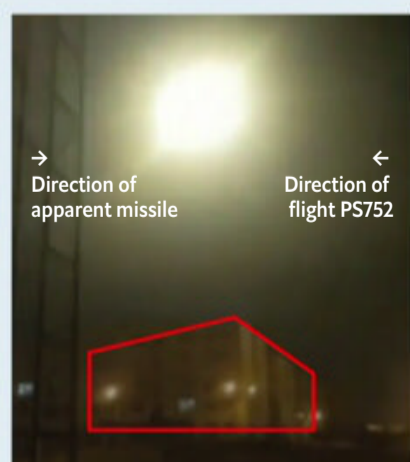 →
Direction of
apparent missile
←
Direction of
flight PS752